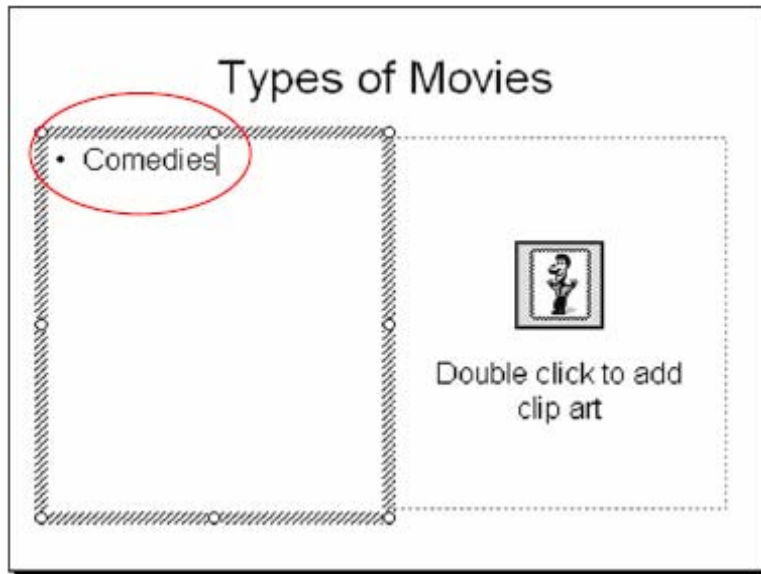 Types of Movies
• Comedies
Double click to add
clip art